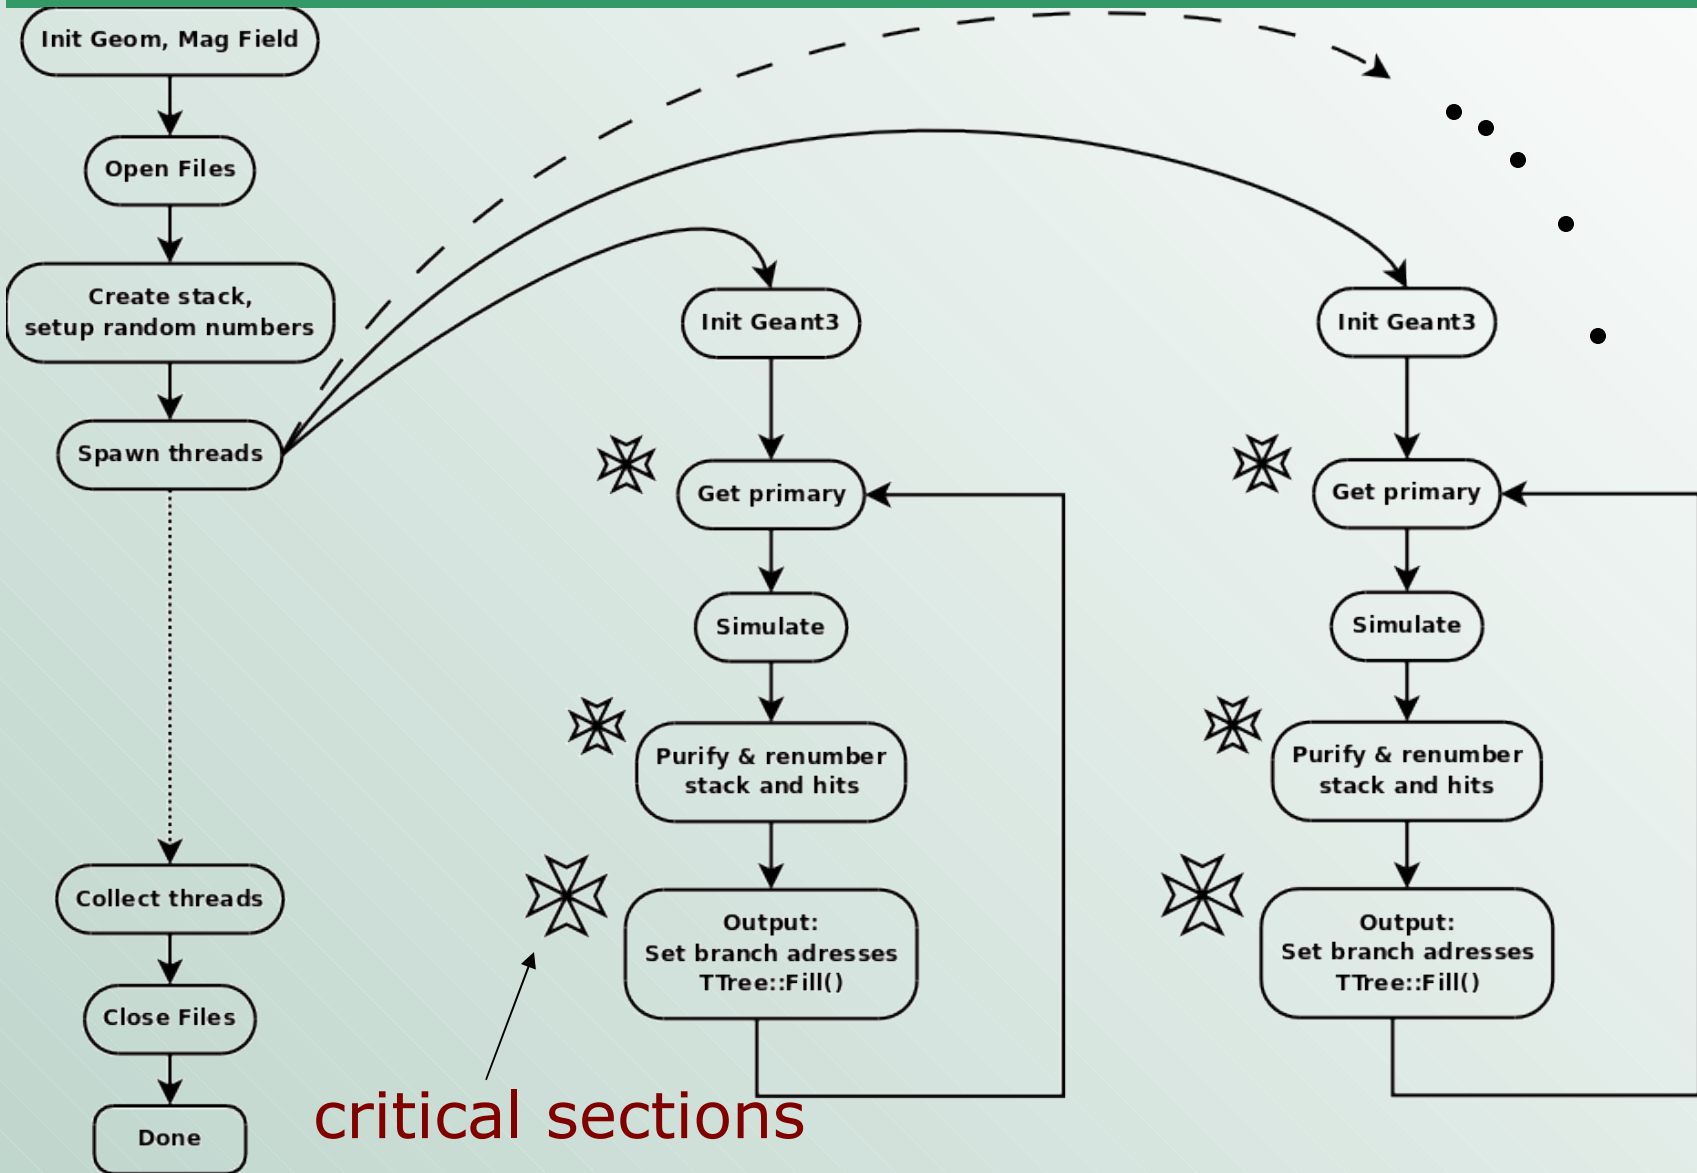 Init Geom, Mag Field
Open Files
Create stack,
setup random numbers
Spawn threads
Collect threads
Close Files
Done
Init Geant3
Get primary
Simulate
Purify & renumber
stack and hits
Output:
Set branch adresses
TTree::Fill()
Init Geant3
Get primary
Simulate
Purify & renumber
stack and hits
Output:
Set branch adresses
TTree::Fill()
critical sections